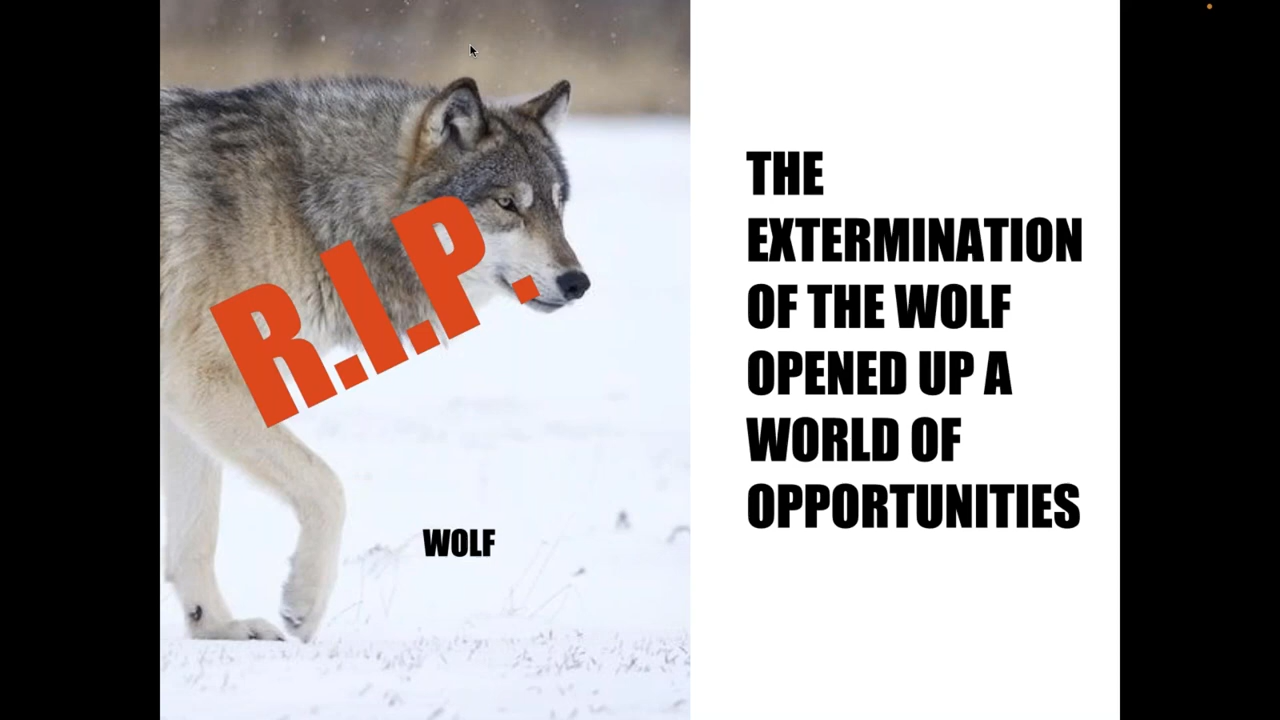 R.I.P.
WOLF
THE
EXTERMINATION
OF THE WOLF
OPENED UP A
WORLD OF
OPPORTUNITIES